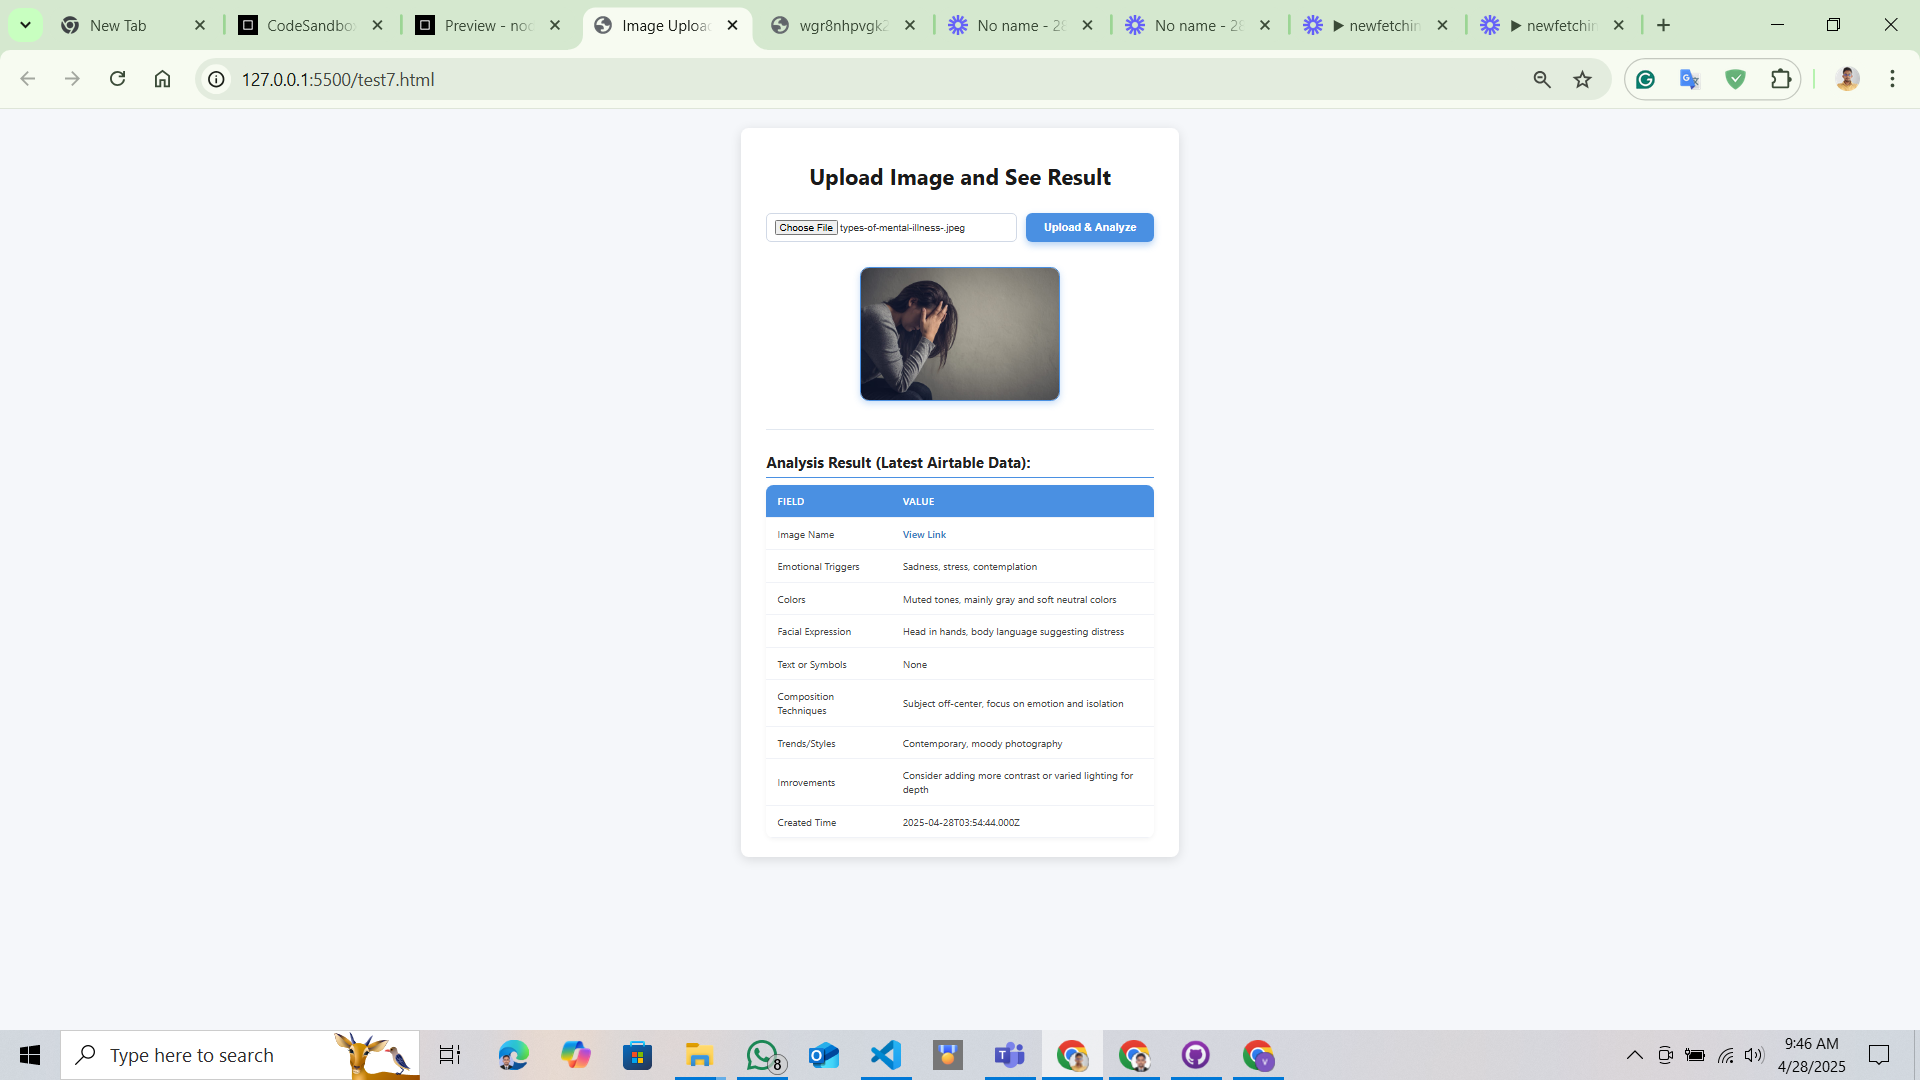 New Tab
CodeSandbo
Preview - noc
Image Uploa
wgr8nhpvgk2
No name - 28
No name - 28
▶ newfetchin
▶ newfetchin
127.0.0.1:5500/test7.html
Upload Image and See Result
Choose File types-of-mental-illness-.jpeg
Upload & Analyze
Analysis Result (Latest Airtable Data):
FIELD VALUE
Image Name View Link
Emotional Triggers Sadness, stress, contemplation
Colors Muted tones, mainly gray and soft neutral colors
Facial Expression Head in hands, body language suggesting distress
Text or Symbols None
Composition
Techniques
Subject off-center, focus on emotion and isolation
Trends/Styles Contemporary, moody photography
Imrovements
Consider adding more contrast or varied lighting for
depth
Created Time 2025-04-28T03:54:44.000Z
Type here to search
8
V
9:46 AM
4/28/2025